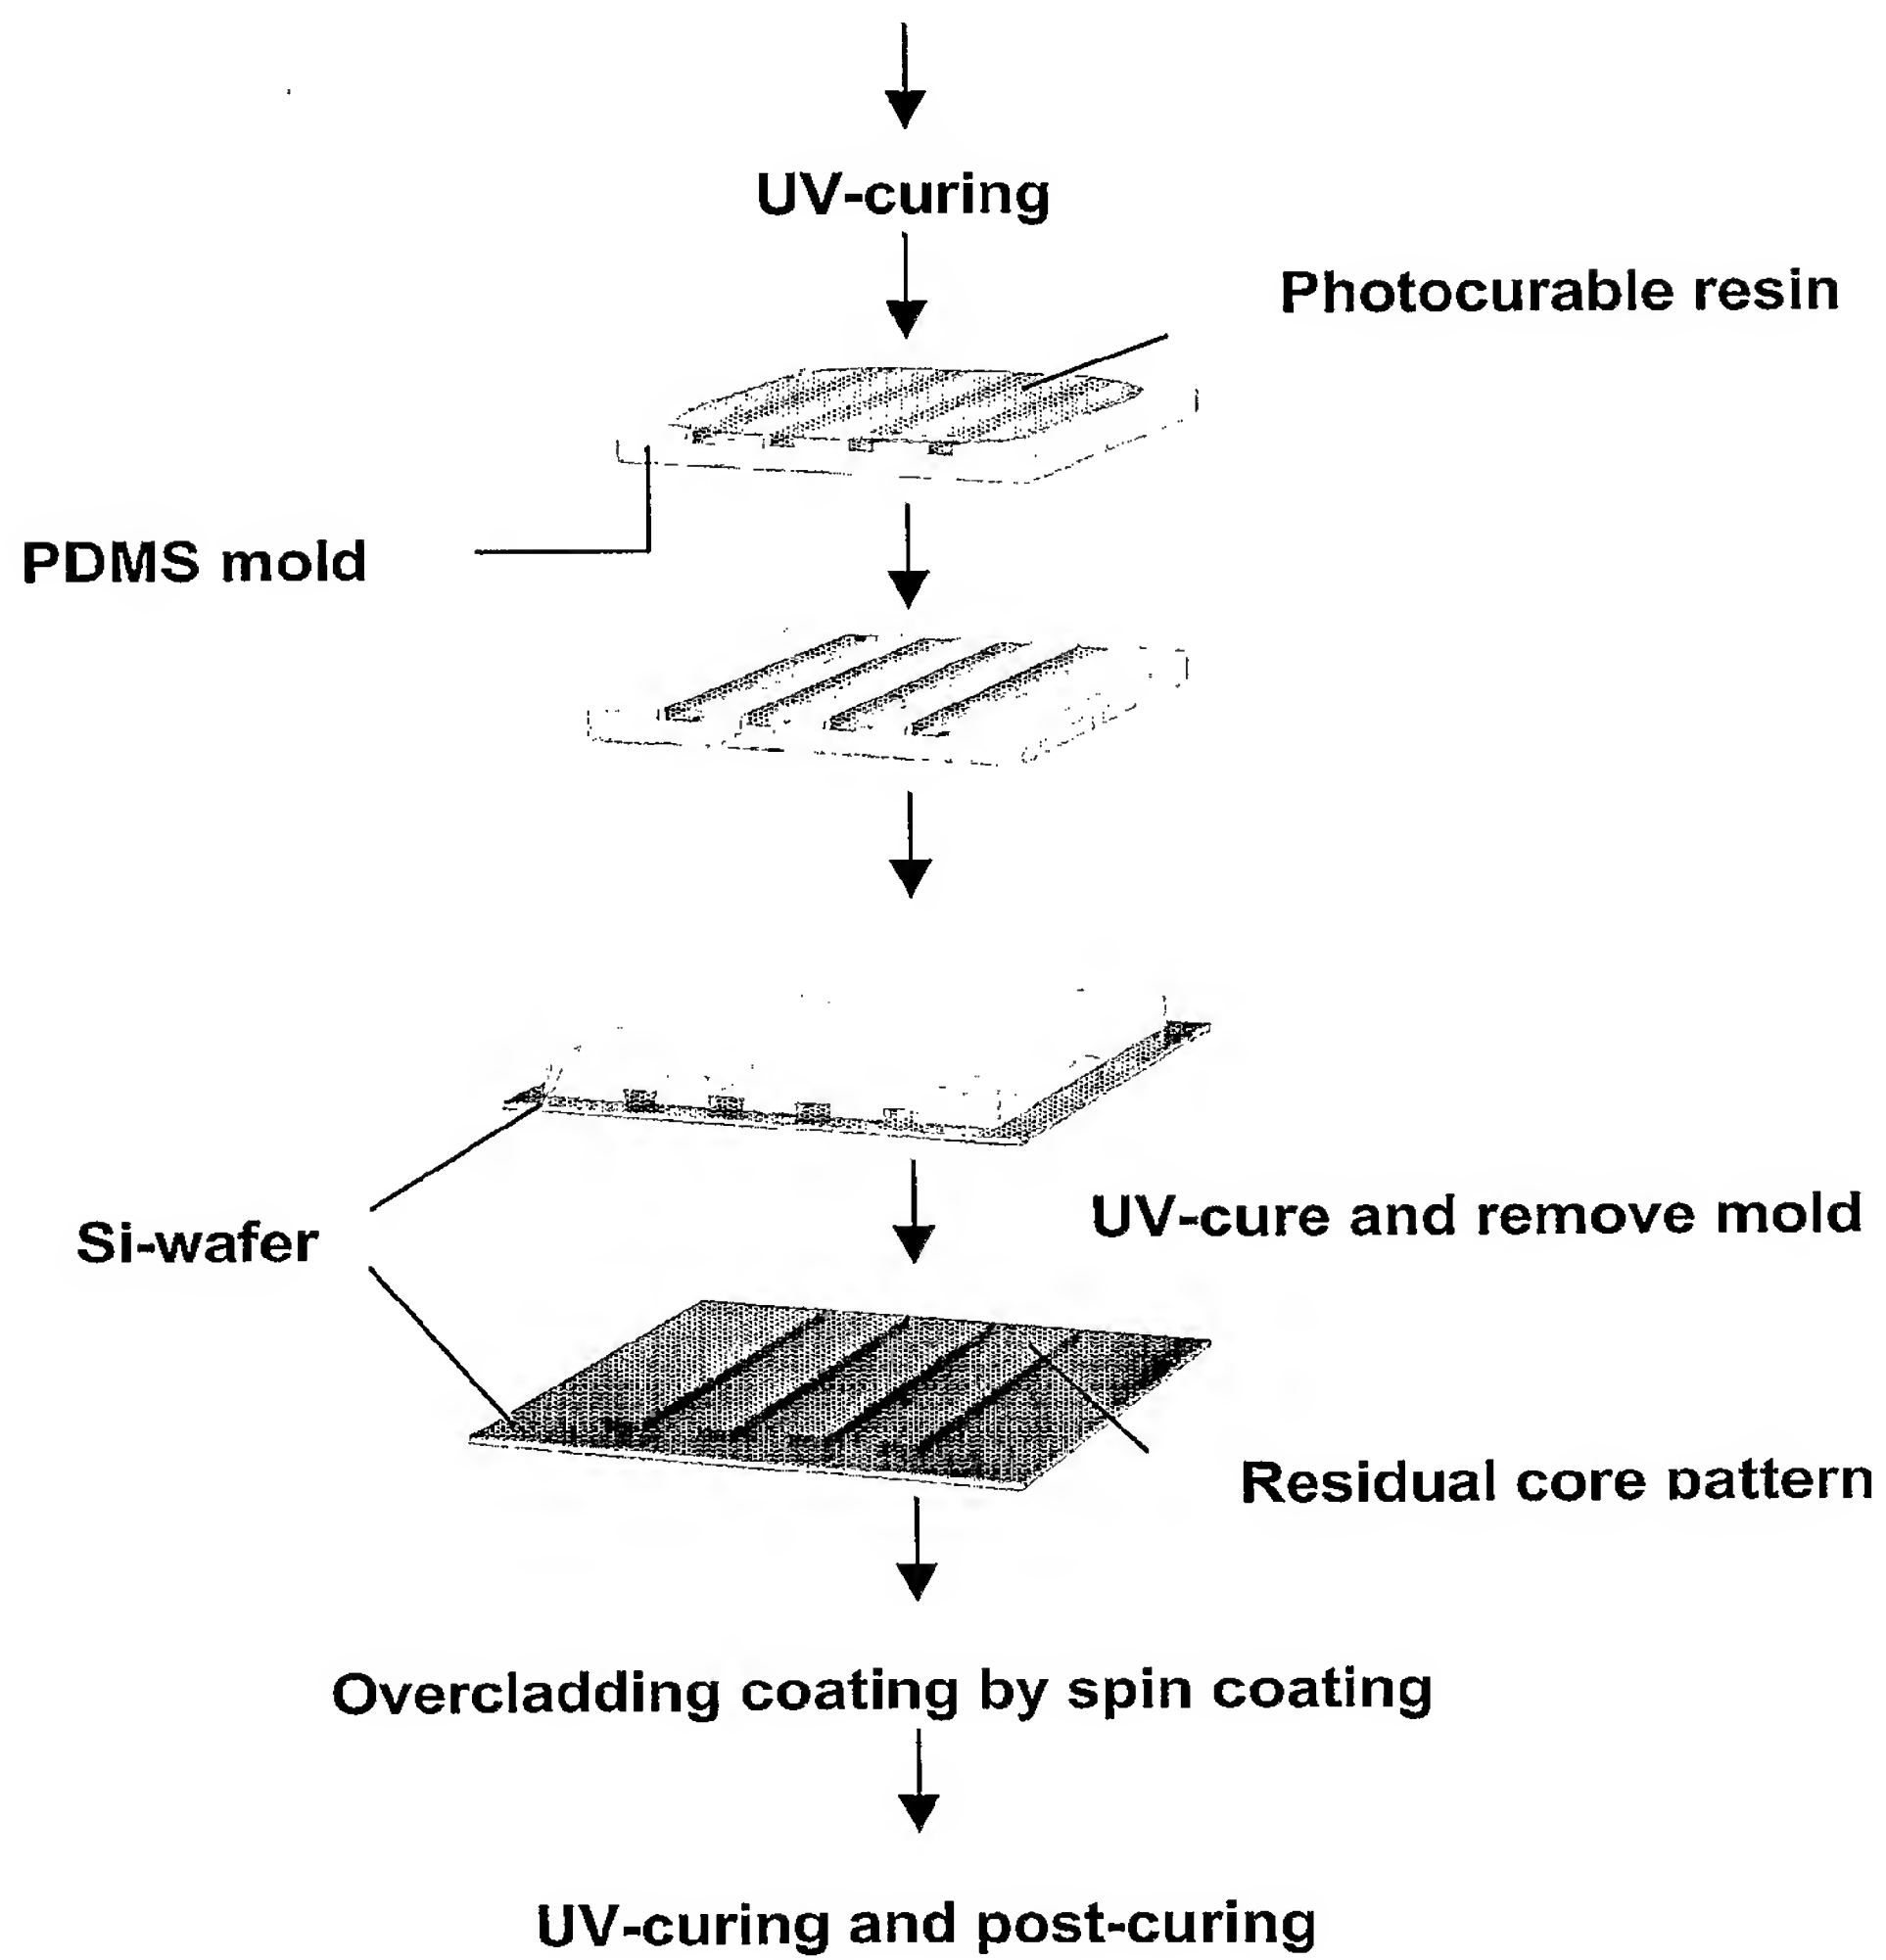 UV-curing
Photocurable resin
PDMS mold
Si-wafer
UV-cure and remove mold
Residual core pattern
Overcladding coating by spin coating
UV-curing and post-curing